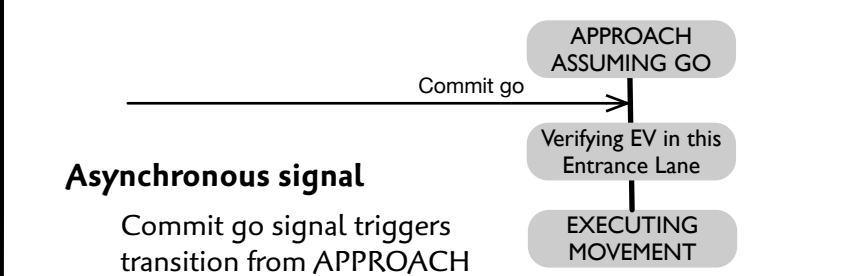 APPROACH
ASSUMING GO
Commit go
Verifying EV in this
Entrance Lane
Asynchronous signal
Commit go signal triggers
transition from APPROACH
EXECUTING
MOVEMENT